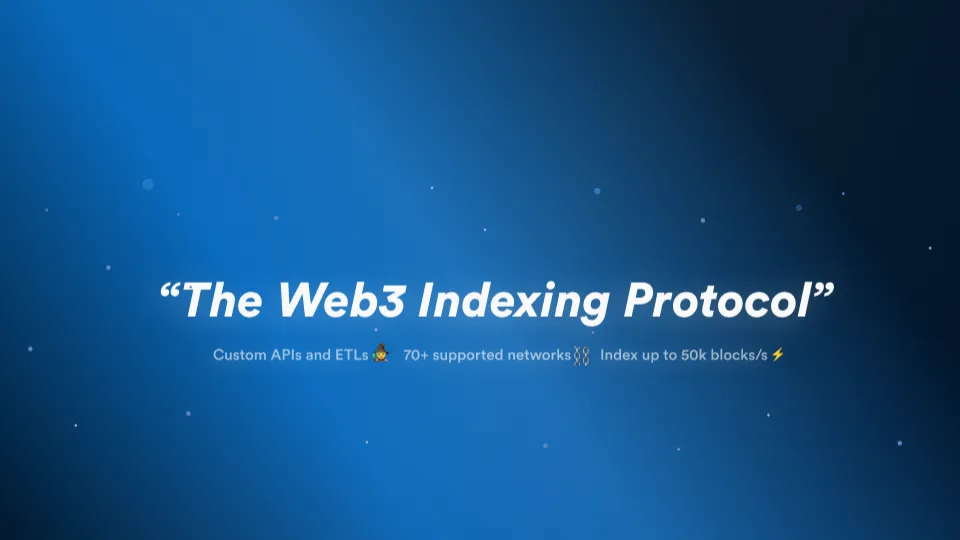 “The Web3 Indexing Protocol”
Custom APIs and ETLs 🧙 70+ supported networks ⛓️ Index up to 50k blocks/s ⚡